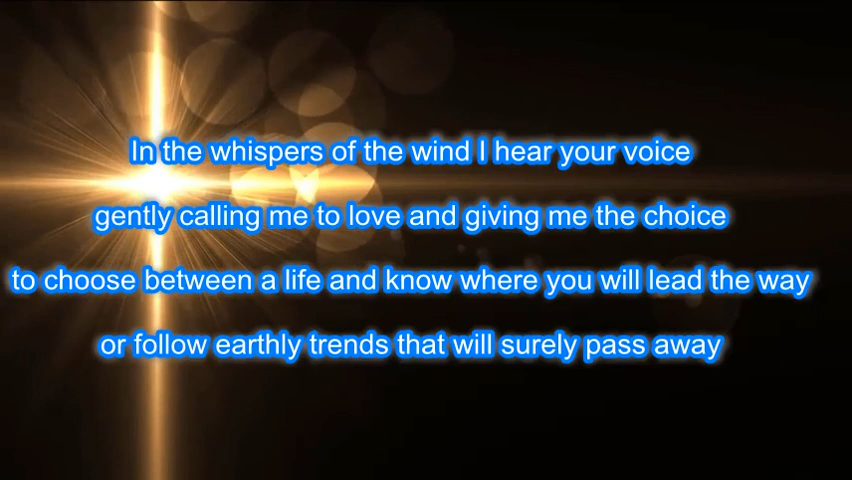 In the whispers of the wind I hear your voice
gently calling me to love and giving me the choice
to choose between a life and know where you will lead the way
or follow earthly trends that will surely pass away